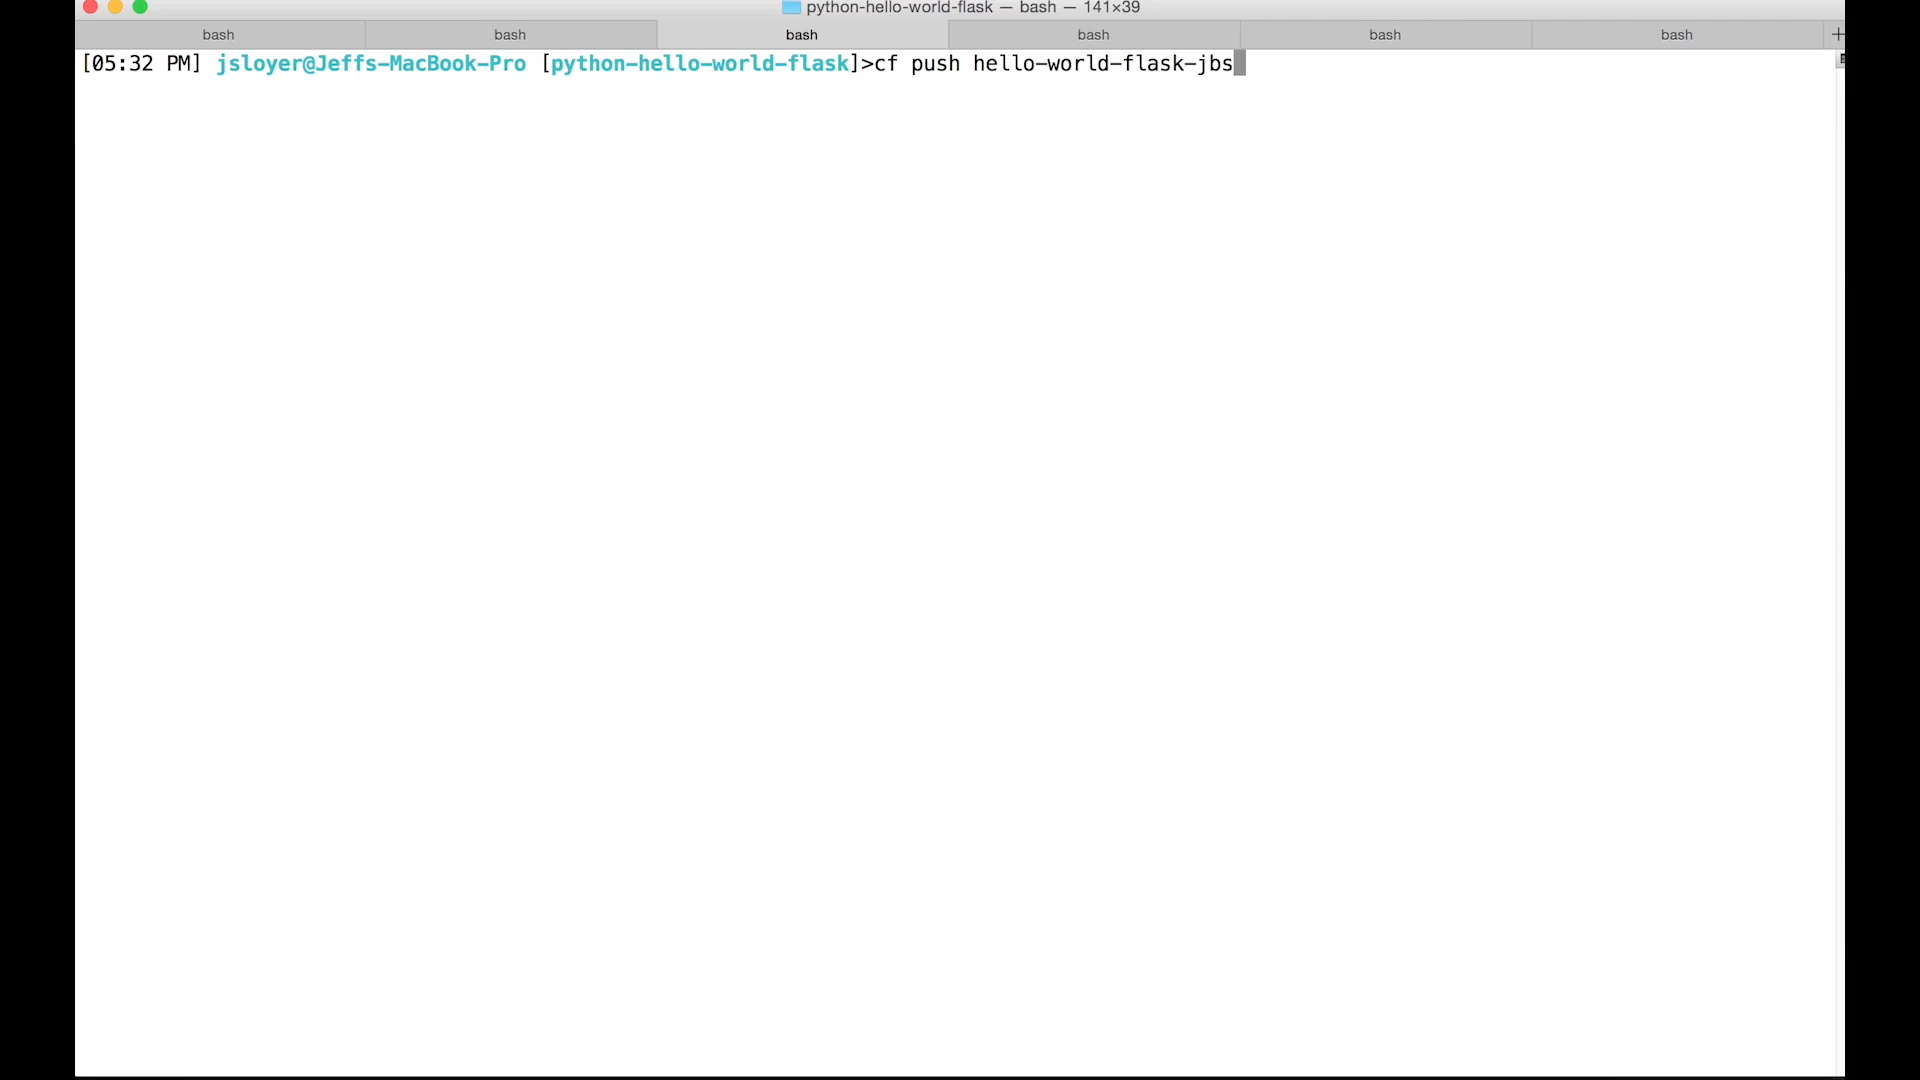 python-hello-world-flask — bash — 141×39
bash bash bash bash bash bash +
[05:32 PM] jsloyer@Jeffs-MacBook-Pro [python-hello-world-flask]>cf push hello-world-flask-jbs